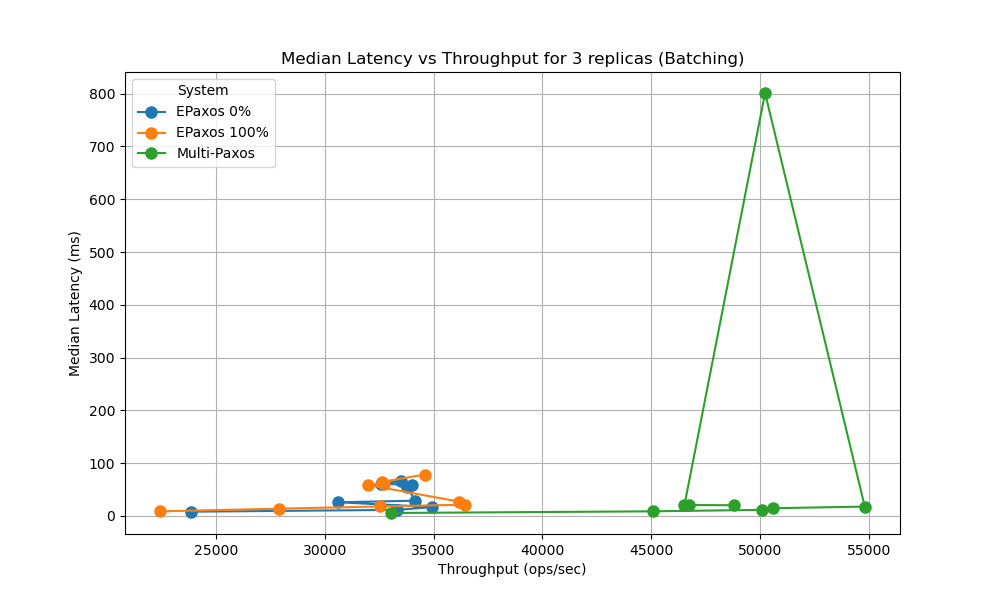 Median Latency vs Throughput for 3 replicas (Batching)
System
EPaxos 0%
EPaxos 100%
Multi-Paxos
Median Latency (ms)
800
700
600
500
400
300
200
100
0
25000 30000 35000 40000 45000 50000 55000
Throughput (ops/sec)